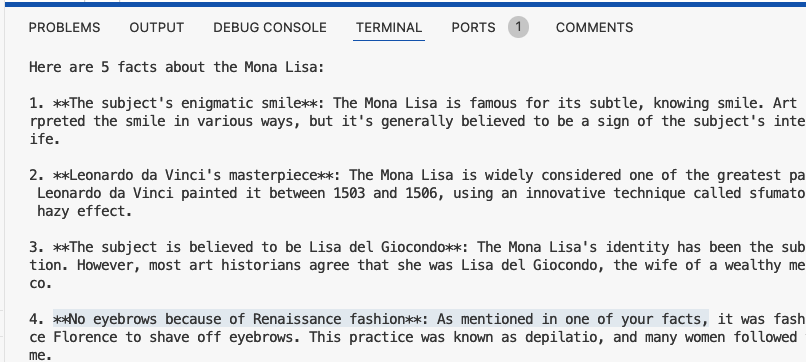 PROBLEMS OUTPUT DEBUG CONSOLE TERMINAL PORTS 1 COMMENTS
Here are 5 facts about the Mona Lisa:
1. **The subject's enigmatic smile**: The Mona Lisa is famous for its subtle, knowing smile. Art
rpreted the smile in various ways, but it's generally believed to be a sign of the subject's inte
ife.
2. **Leonardo da Vinci's masterpiece**: The Mona Lisa is widely considered one of the greatest pa
Leonardo da Vinci painted it between 1503 and 1506, using an innovative technique called sfumato
hazy effect.
3. **The subject is believed to be Lisa del Giocondo**: The Mona Lisa's identity has been the sub
tion. However, most art historians agree that she was Lisa del Giocondo, the wife of a wealthy me
co.
4. **No eyebrows because of Renaissance fashion**: As mentioned in one of your facts, it was fash
ce Florence to shave off eyebrows. This practice was known as depilatio, and many women followed
me.